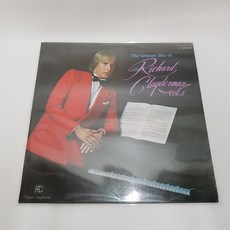 The Greatest Hits of
Richard
Clayderman
Vol.1